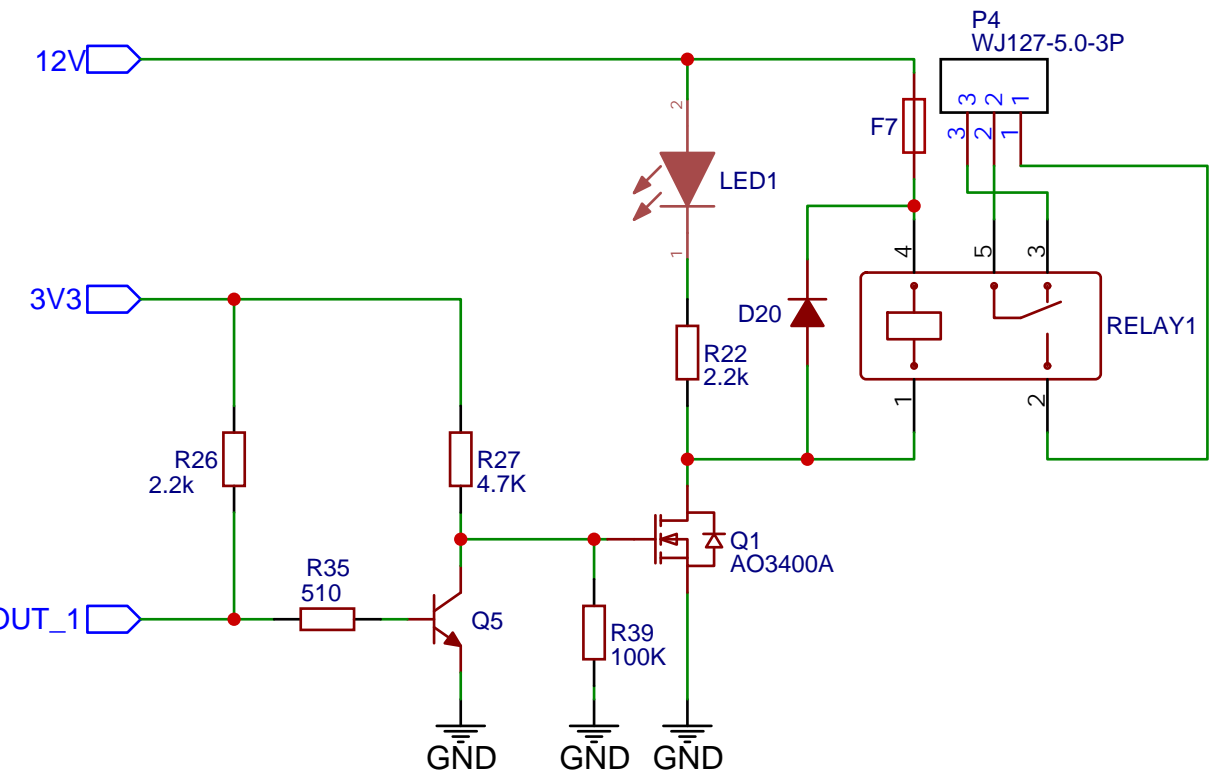 P4
WJ127-5.0-3P
12V
3
2
1
3
2
1
2
F7
LED1
1
4
5
3
3V3
D20
RELAY1
R22
2.2k
1
2
R26
2.2k
R27
4.7K
Q1
AO3400A
R35
510
OUT_1
Q5
R39
100K
GND
GND
GND